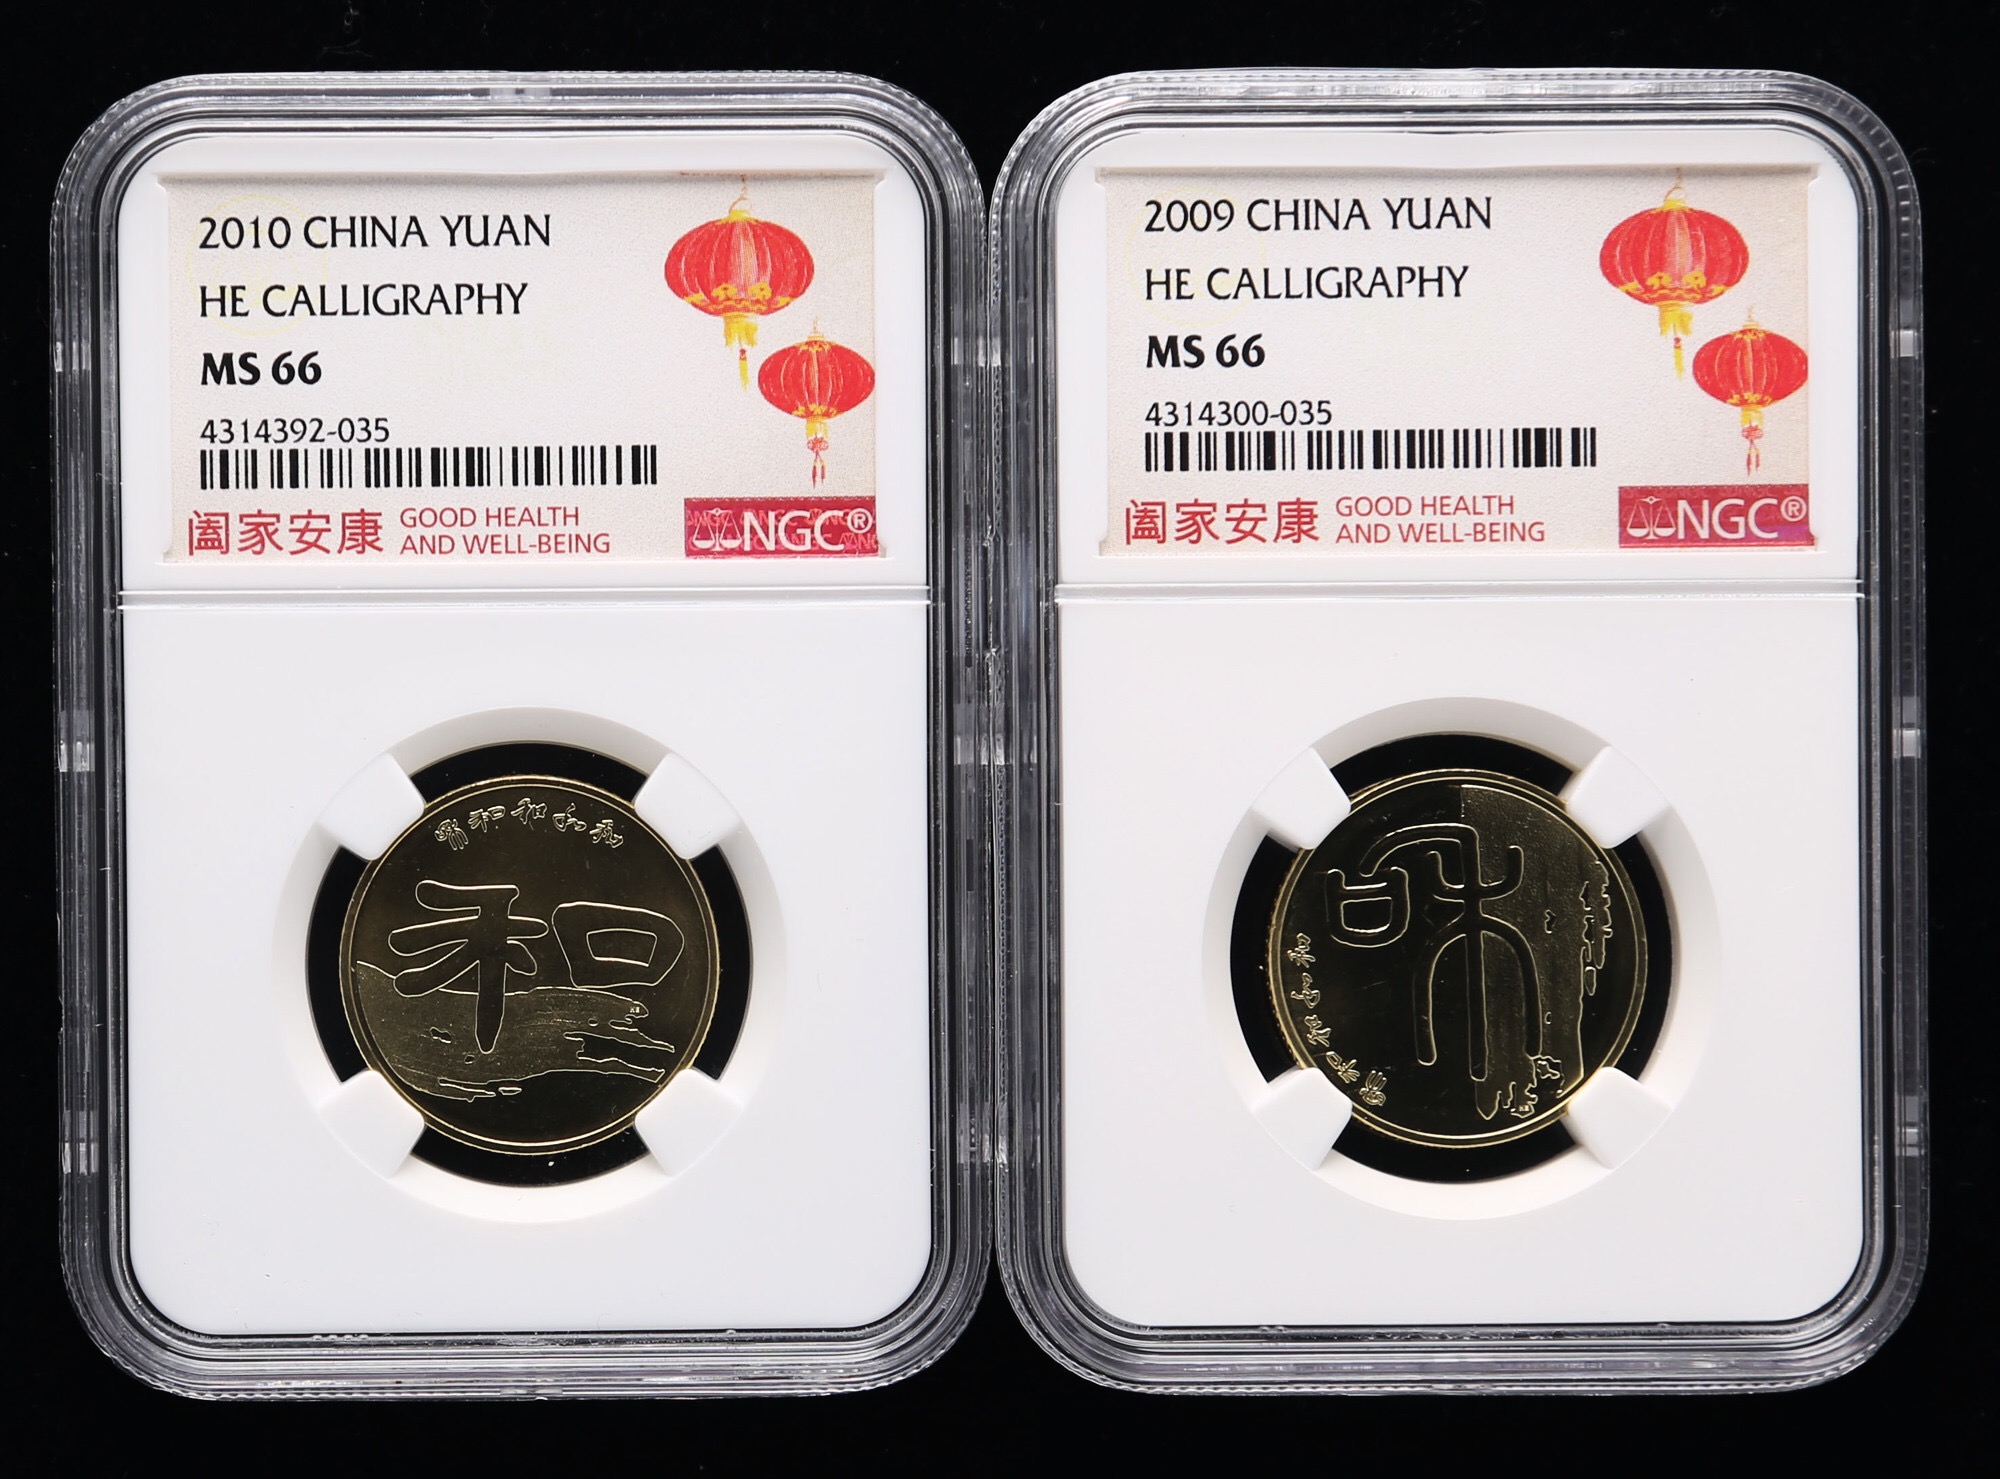 2010 CHINA YUAN
HE CALLIGRAPHY
MS 66
4314392-035
阖家安康
GOOD HEALTH
AND WELL-BEING
NGC®
和
2009 CHINA YUAN
HE CALLIGRAPHY
MS 66
4314300-035
阖家安康
GOOD HEALTH
AND WELL-BEING
NGC®
和